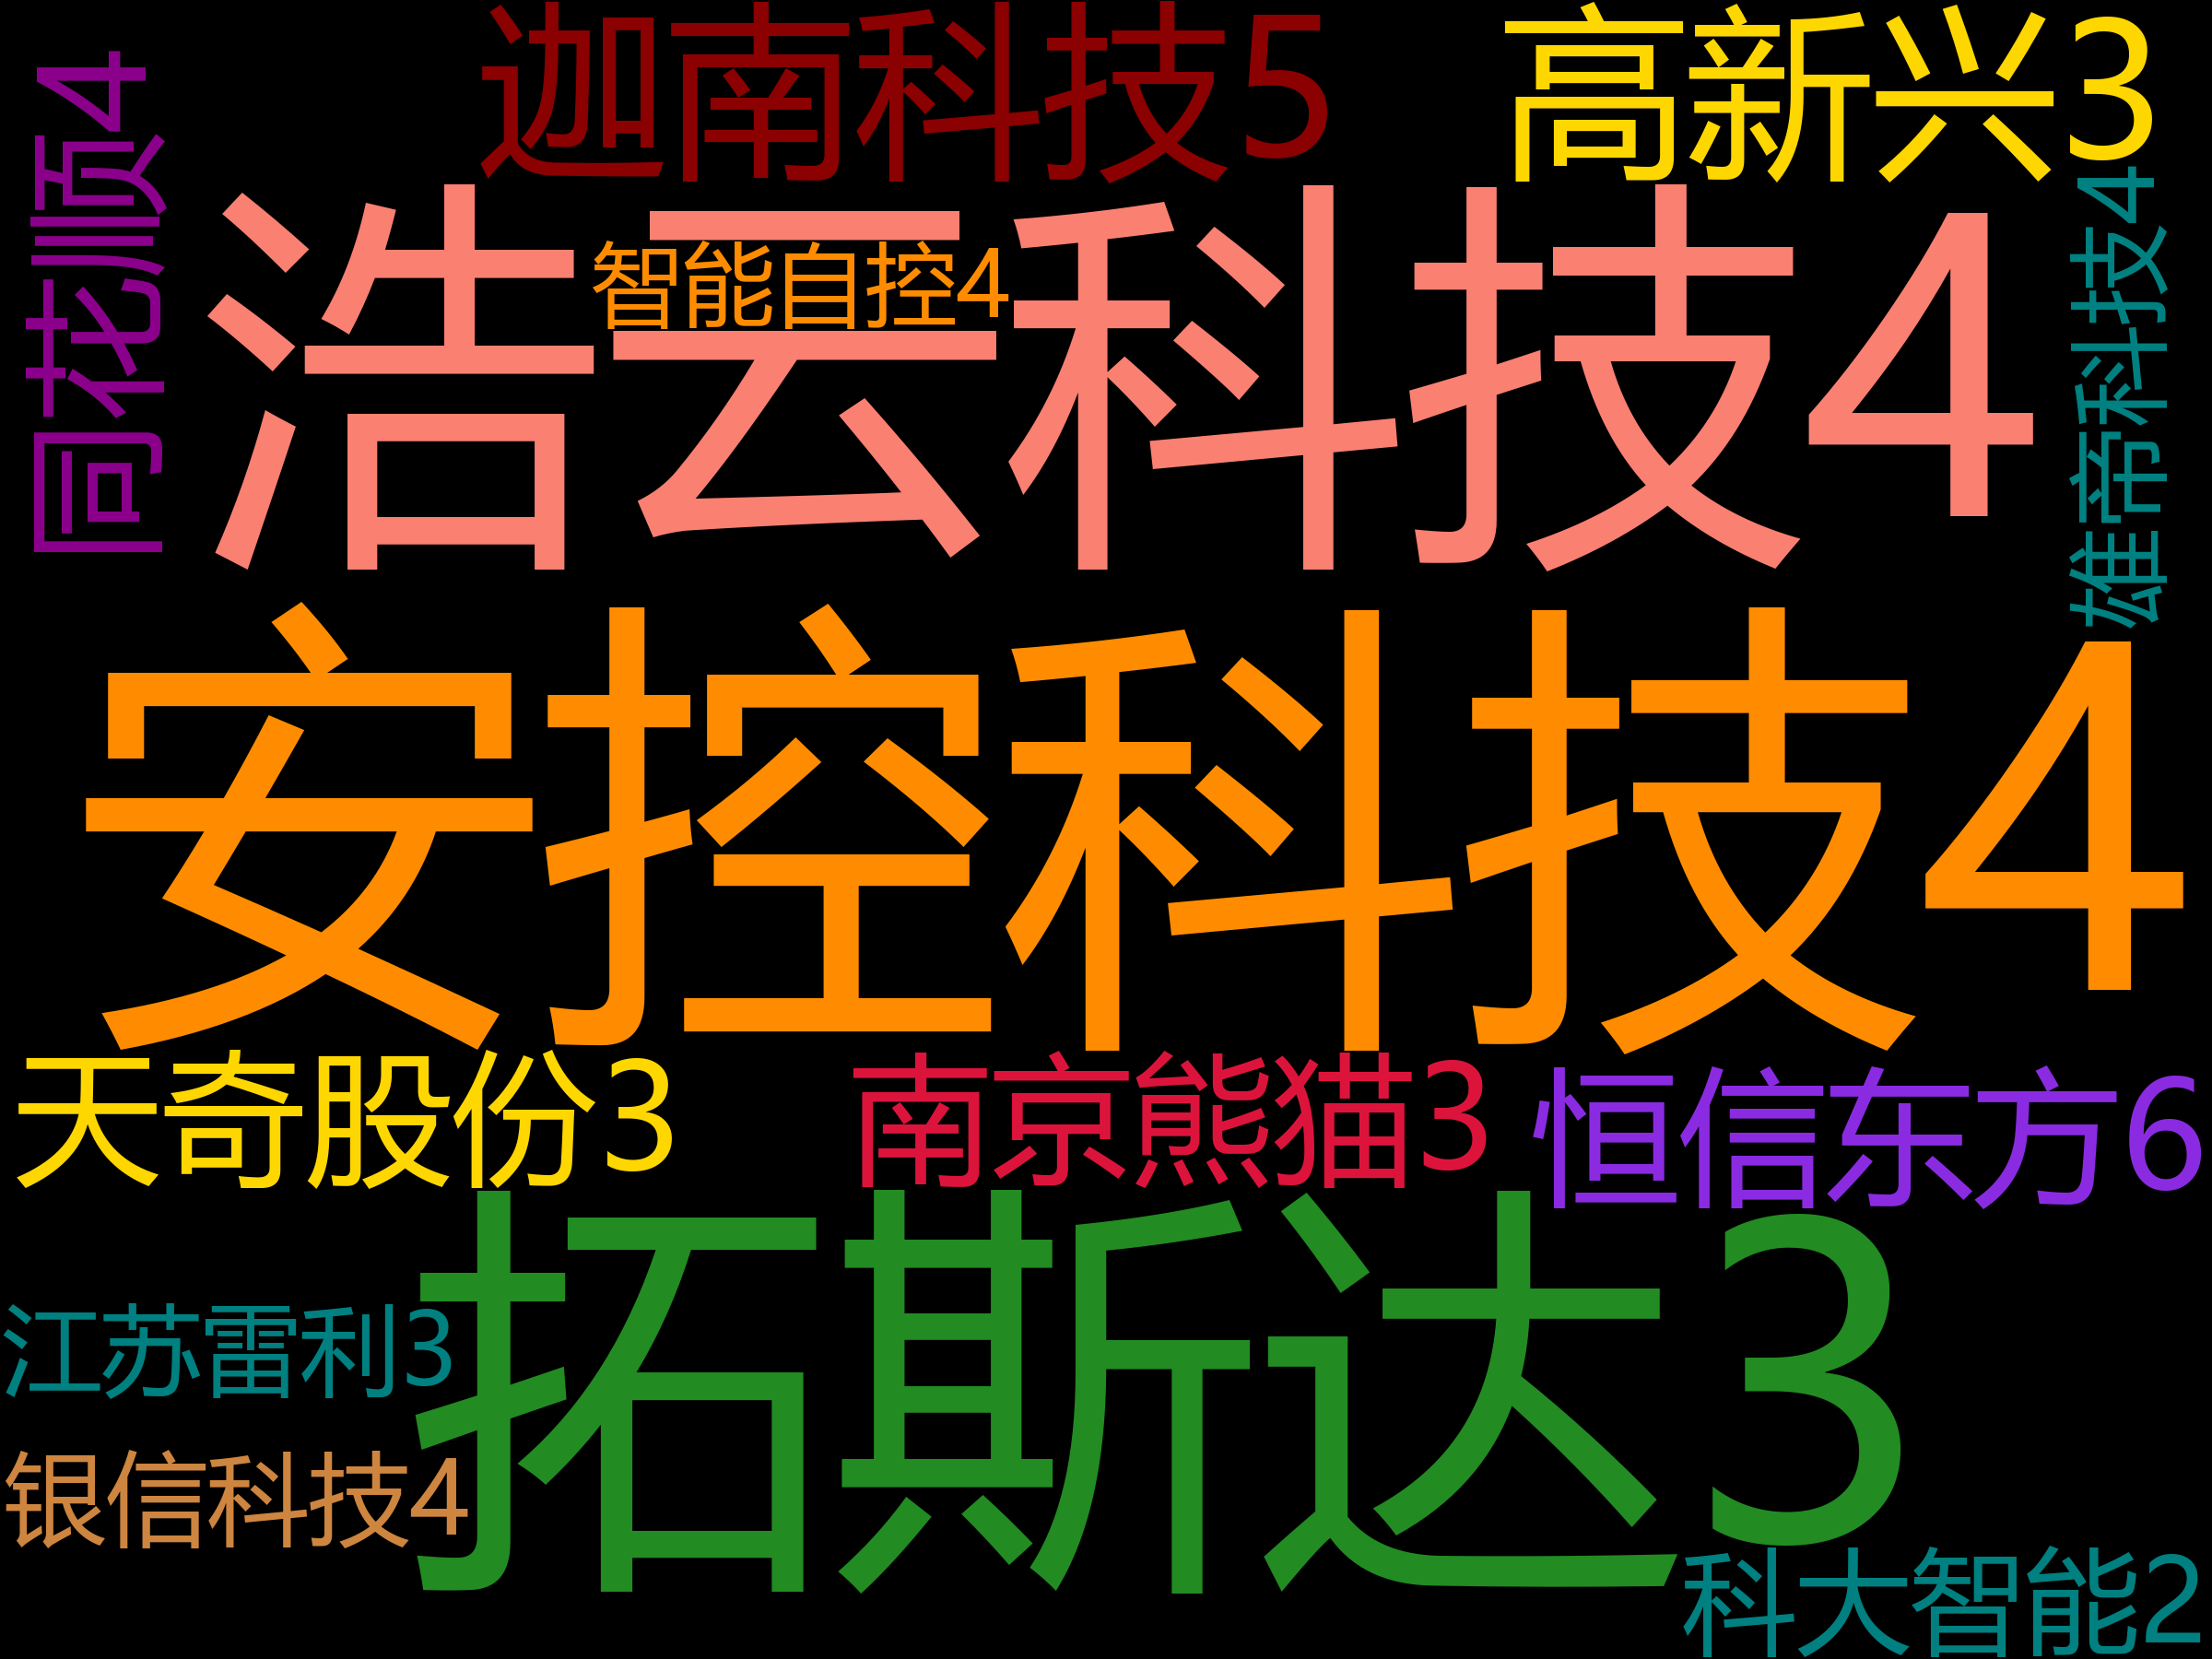 迦南科技5
高新兴3
同花顺4
浩云科技4
智能自控4
雄帝科技4
安控科技4
天奇股份3
南京熊猫3
恒信东方6
拓斯达3
江苏雷利3
银信科技4
科大智能2